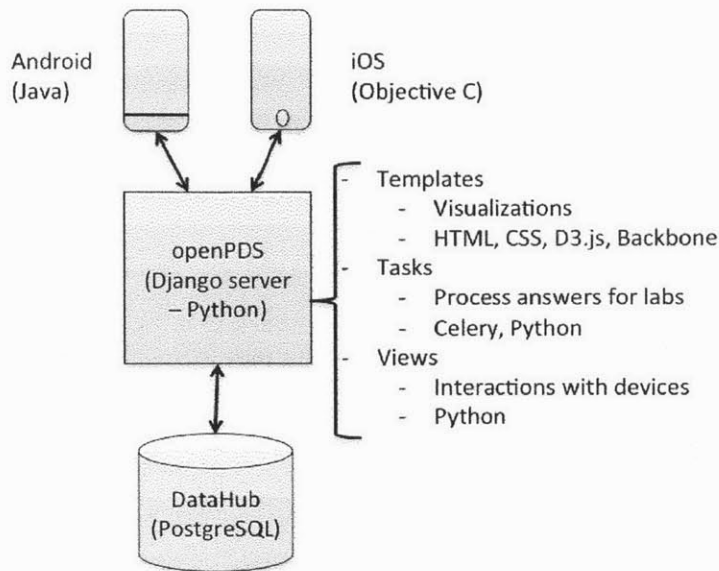 Android
(Java)
iOS
(Objective C)
openPDS
(Django server
– Python)
- Templates
- Visualizations
- HTML, CSS, D3.js, Backbone
- Tasks
- Process answers for labs
- Celery, Python
- Views
- Interactions with devices
- Python
DataHub
(PostgreSQL)